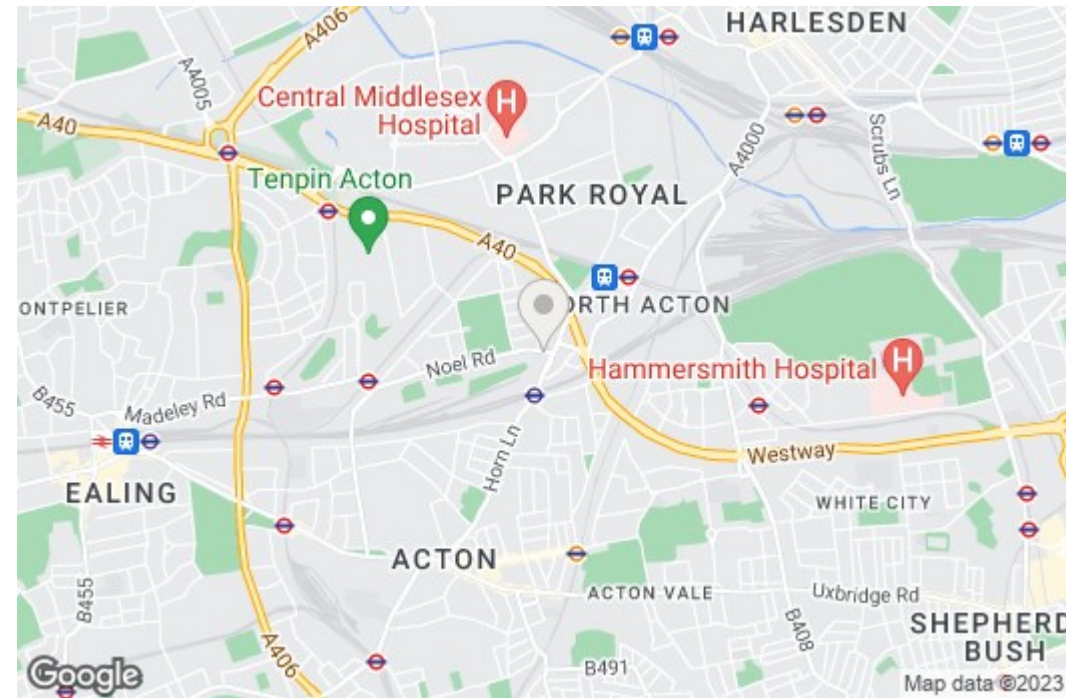 HARLESDEN
A406
A4005
Central Middlesex
Hospital
H
A40
A4000
Scrubs Ln
Tenpin Acton
PARK ROYAL
A40
ONTPELIER
ORTH ACTON
Noel Rd
Hammersmith Hospital
H
B455
Madeley Rd
Horn Ln
Westway
EALING
WHITE CITY
ACTON
ACTON VALE
Uxbridge Rd
B455
A406
B408
SHEPHERD
BUSH
B491
Google
Map data ©2023